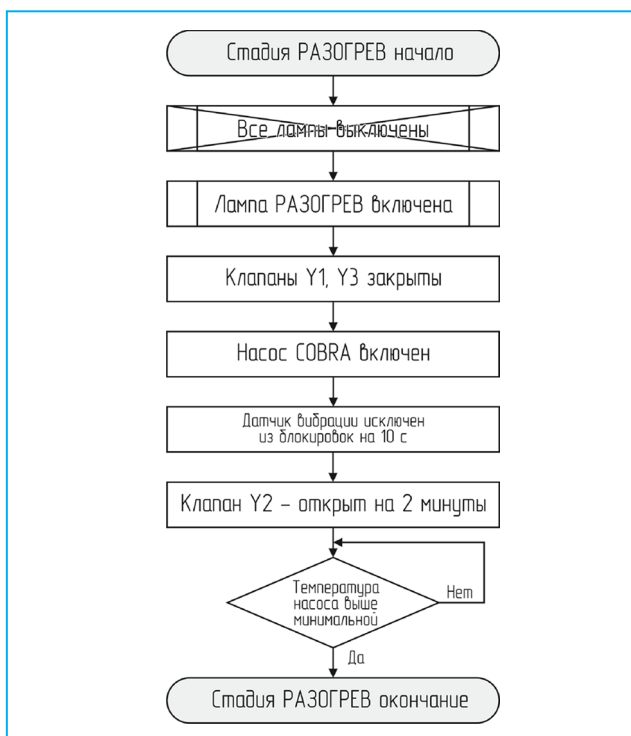 Стадия РАЗОГРЕВ начало
Все лампы выключены
Лампа РАЗОГРЕВ включена
Клапаны Y1, Y3 закрыты
Насос COBRA включен
Датчик вибрации исключен
из блокировок на 10 с
Клапан Y2 – открыт на 2 минуты
Температура
насоса выше
минимальной
Нет
Да
Стадия РАЗОГРЕВ окончание